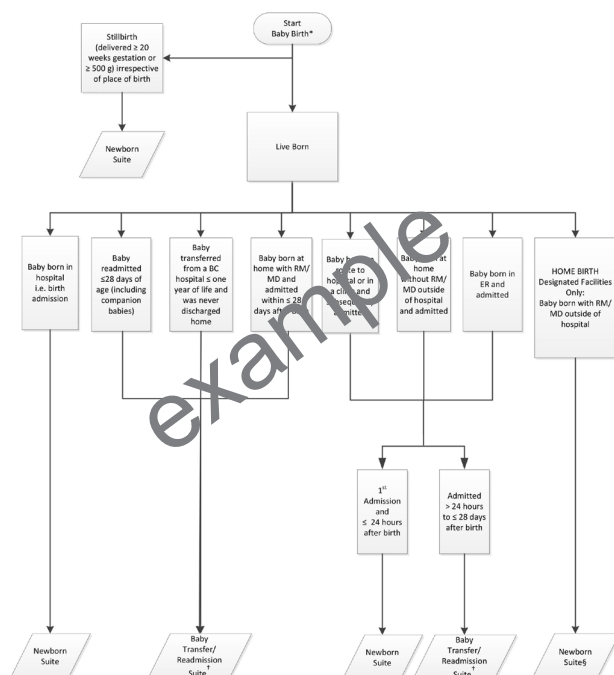 Start
Baby Birth*
Stillbirth
(delivered ≥ 20
weeks gestation or
≥ 500 g) irrespective
of place of birth
Newborn
Suite
Live Born
Baby born in
hospital
i.e. birth
admission
Baby
readmitted
≤28 days of
age (including
companion
babies)
Baby
transferred
from a BC
hospital ≤ one
year of life and
was never
discharged
home
Baby born at
home with RM/
MD and
admitted
within ≤ 28
days after
Baby
route to
hospital or in
a clinic and
admitted
at
home
without RM/
MD outside
of hospital
and admitted
Baby born in
ER and
admitted
HOME BIRTH
Designated Facilities
Only:
Baby born with RM/
MD outside of
hospital
example
1st
Admission
and
≤ 24 hours
after birth
Admitted
> 24 hours
to ≤ 28 days
after birth
Newborn
Suite
Baby
Transfer/
Readmission
Suite†
Newborn
Suite
Baby
Transfer/
Readmission
Suite†
Newborn
Suite§